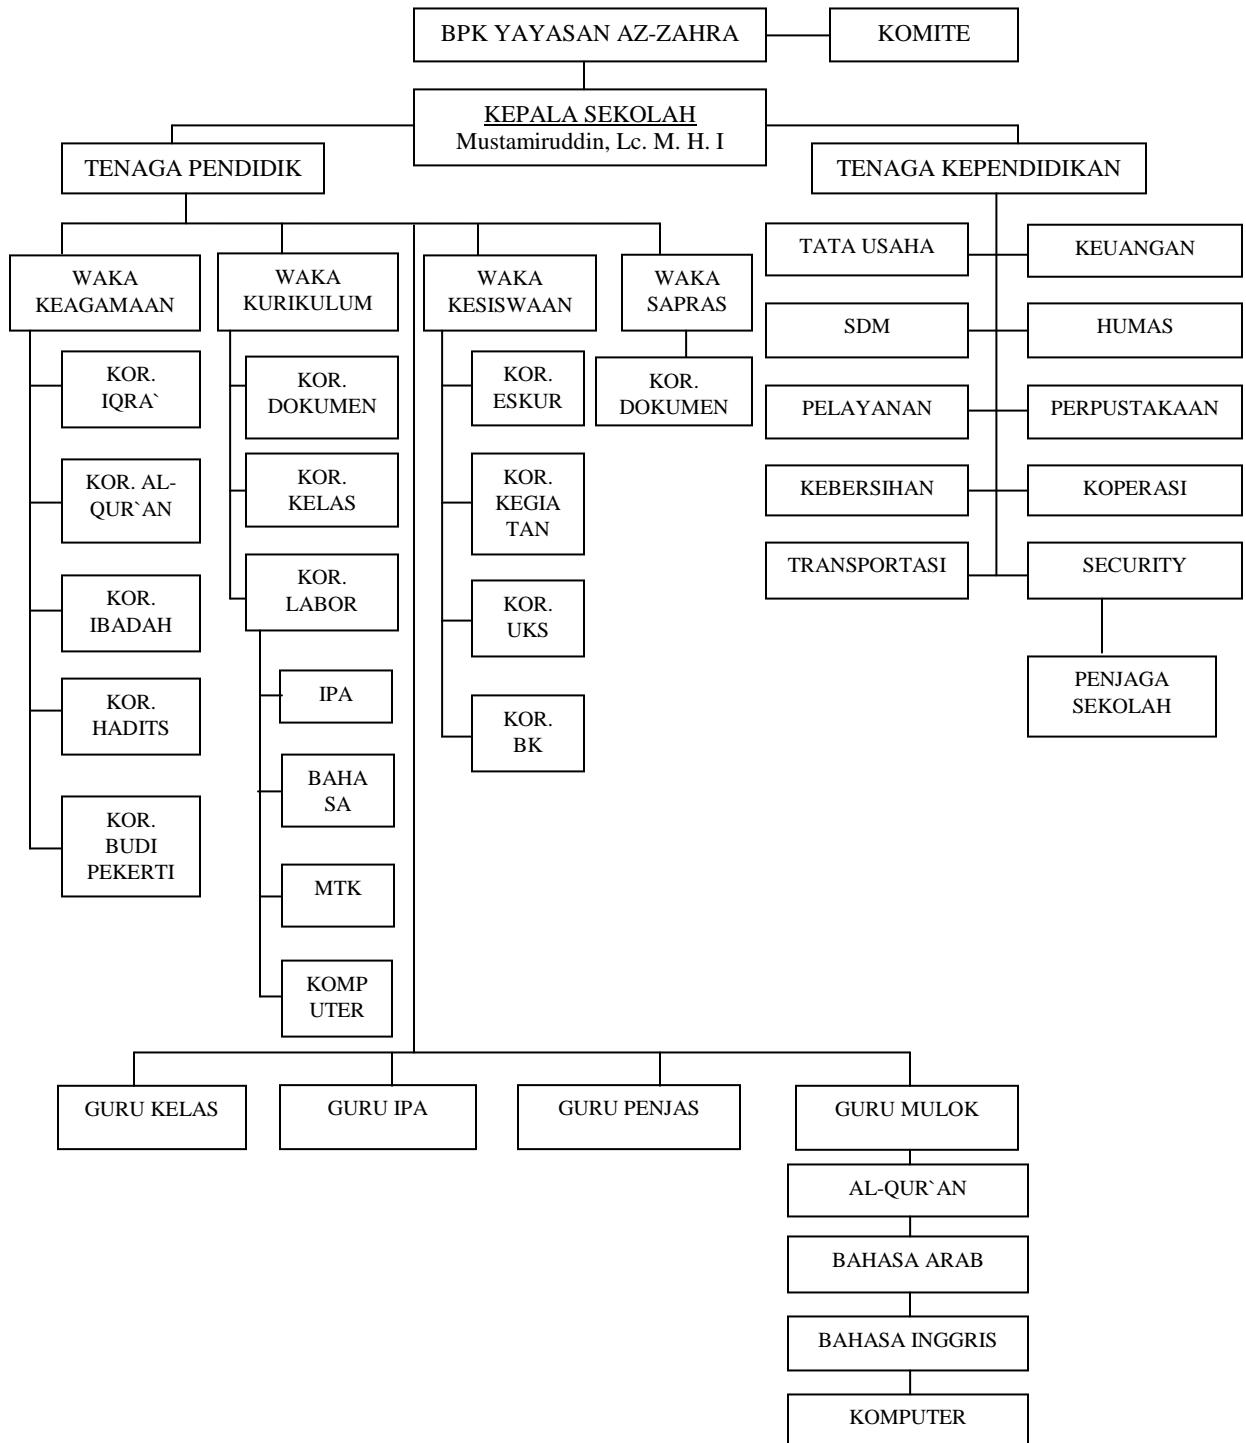 BPK YAYASAN AZ-ZAHRA
KOMITE
KEPALA SEKOLAH
Mustamiruddin, Lc. M. H. I
TENAGA PENDIDIK
TENAGA KEPENDIDIKAN
WAKA
KEAGAMAAN
WAKA
KURIKULUM
WAKA
KESISWAAN
WAKA
SAPRAS
KOR.
IQRA`
KOR. AL-
QUR`AN
KOR.
IBADAH
KOR.
HADITS
KOR.
BUDI
PEKERTI
KOR.
DOKUMEN
KOR.
KELAS
KOR.
LABOR
IPA
BAHA
SA
MTK
KOMP
UTER
KOR.
ESKUR
KOR.
KEGIA
TAN
KOR.
UKS
KOR.
BK
KOR.
DOKUMEN
TATA USAHA
KEUANGAN
SDM
HUMAS
PELAYANAN
PERPUSTAKAAN
KEBERSIHAN
KOPERASI
TRANSPORTASI
SECURITY
PENJAGA
SEKOLAH
GURU KELAS
GURU IPA
GURU PENJAS
GURU MULOK
AL-QUR`AN
BAHASA ARAB
BAHASA INGGRIS
KOMPUTER